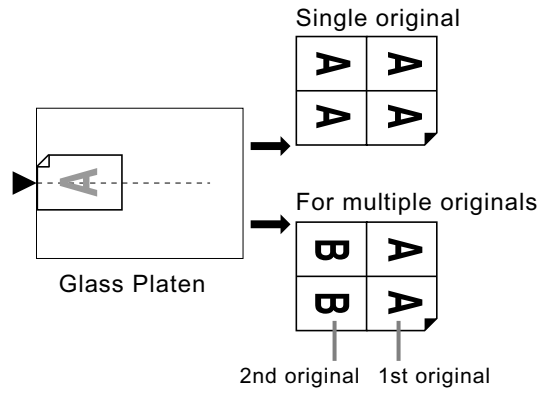 Single original
A A
A A
A
Glass Platen
For multiple originals
B A
B A
2nd original 1st original